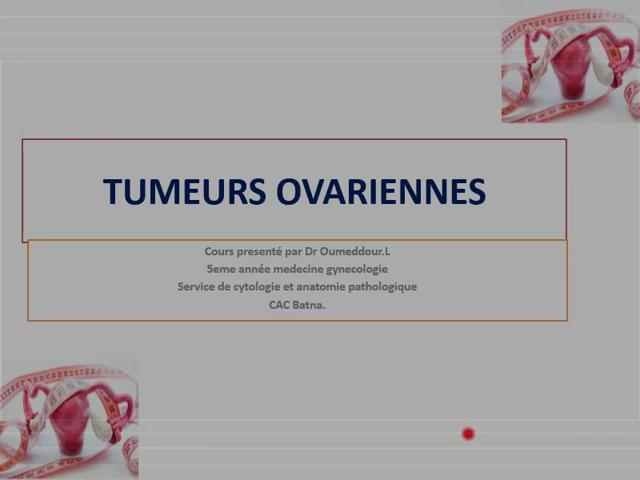 TUMEURS OVARIENNES
Cours presenté par Dr Oumeddour.L
5eme année medecine gynecologie
Service de cytologie et anatomie pathologique
CAC Batna.